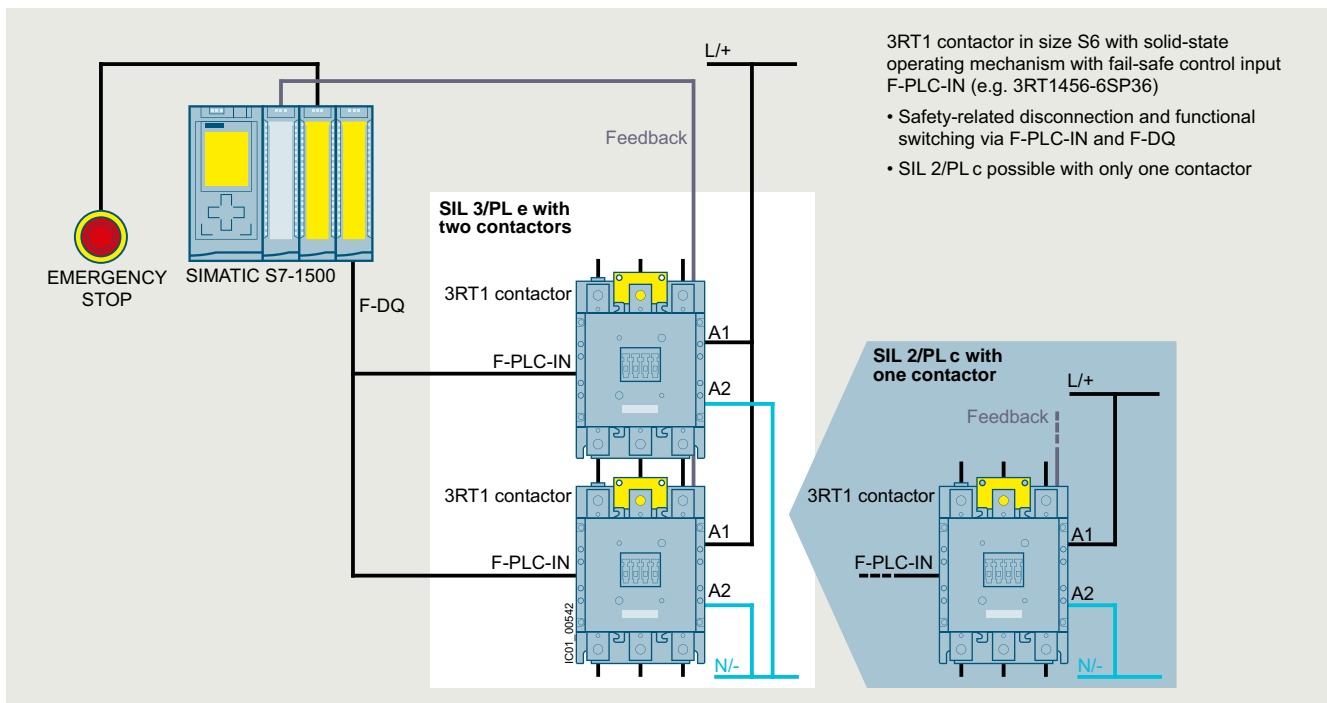 L/+
3RT1 contactor in size S6 with solid-state
operating mechanism with fail-safe control input
F-PLC-IN (e.g. 3RT1456-6SP36)
• Safety-related disconnection and functional
switching via F-PLC-IN and F-DQ
• SIL 2/PL c possible with only one contactor
Feedback
SIL 3/PL e with
two contactors
EMERGENCY
STOP
SIMATIC S7-1500
F-DQ
3RT1 contactor
A1
F-PLC-IN
A2
3RT1 contactor
A1
F-PLC-IN
A2
IC01_00542
N/-
SIL 2/PL c with
one contactor
L/+
Feedback
3RT1 contactor
A1
F-PLC-IN
A2
N/-